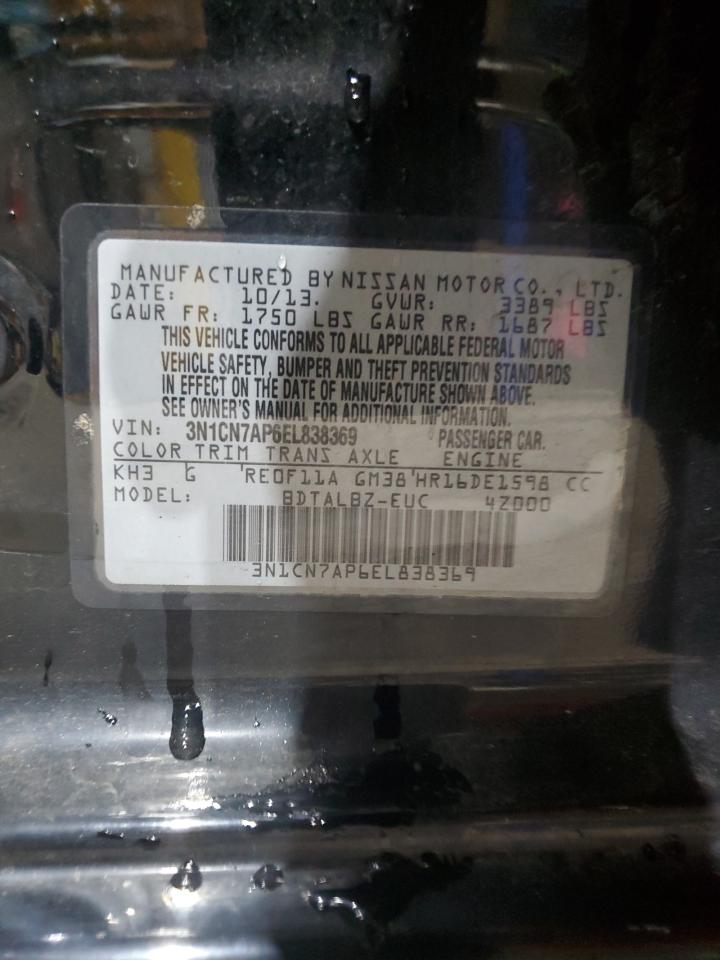 MANUFACTURED BY NISSAN MOTOR CO., LTD.
DATE: 10/13. GVWR: 3389 LBS
GAWR FR: 1750 LBS GAWR RR: 1687 LBS
THIS VEHICLE CONFORMS TO ALL APPLICABLE FEDERAL MOTOR
VEHICLE SAFETY, BUMPER AND THEFT PREVENTION STANDARDS
IN EFFECT ON THE DATE OF MANUFACTURE SHOWN ABOVE.
SEE OWNER'S MANUAL FOR ADDITIONAL INFORMATION.
VIN: 3N1CN7AP6EL838369 PASSENGER CAR.
COLOR TRIM TRANS AXLE ENGINE
KH3 G RE0F11A GM38 HR16DE1598 CC
MODEL: BDTALBZ-EUC 4Z000
3N1CN7AP6EL838369